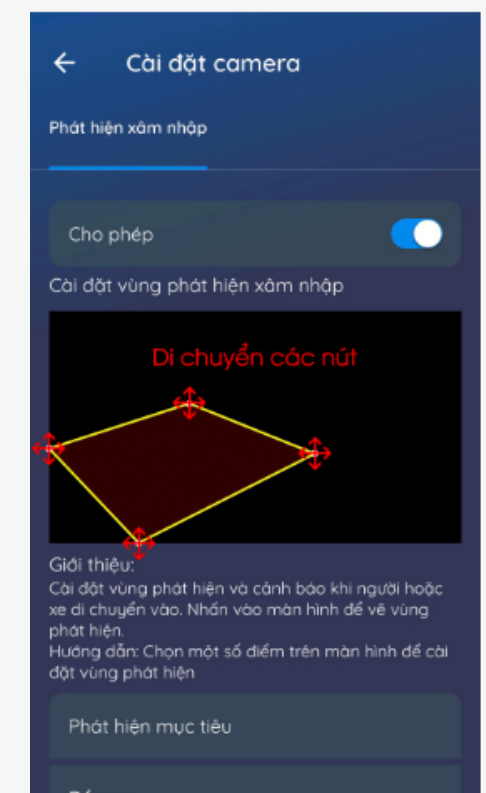 Cài đặt camera
Phát hiện xâm nhập
Cho phép
Cài đặt vùng phát hiện xâm nhập
Di chuyển các nút
Giới thiệu:
Cài đặt vùng phát hiện và cảnh báo khi người hoặc
xe di chuyển vào. Nhấn vào màn hình để vẽ vùng
phát hiện.
Hướng dẫn: Chọn một số điểm trên màn hình để cài
đặt vùng phát hiện
Phát hiện mục tiêu